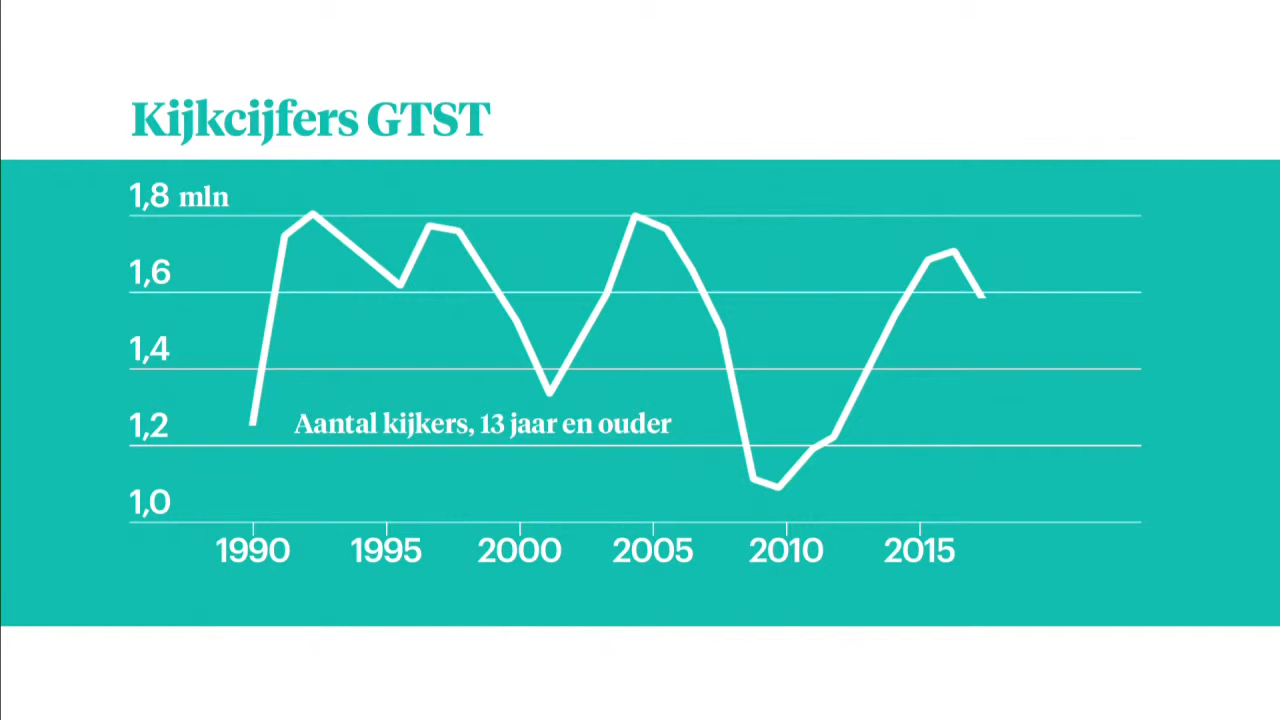 Kijkcijfers GTST
1,8 mln
1,6
1,4
1,2
Aantal kijkers, 13 jaar en ouder
1,0
1990 1995 2000 2005 2010 2015